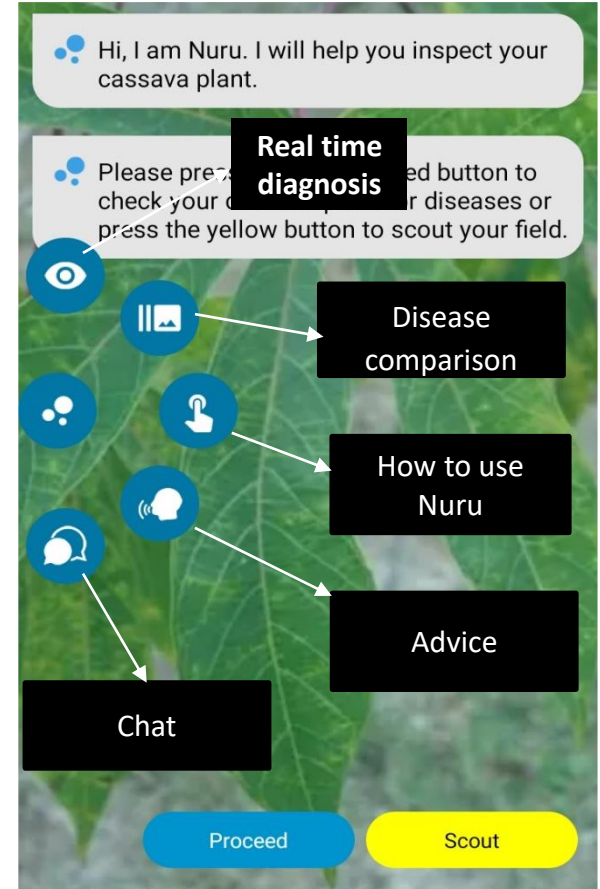 Hi, I am Nuru. I will help you inspect your
cassava plant.
Real time
diagnosis
Please pres ed button to
check your r diseases or
press the yellow button to scout your field.
Disease
comparison
How to use
Nuru
Advice
Chat
Proceed
Scout